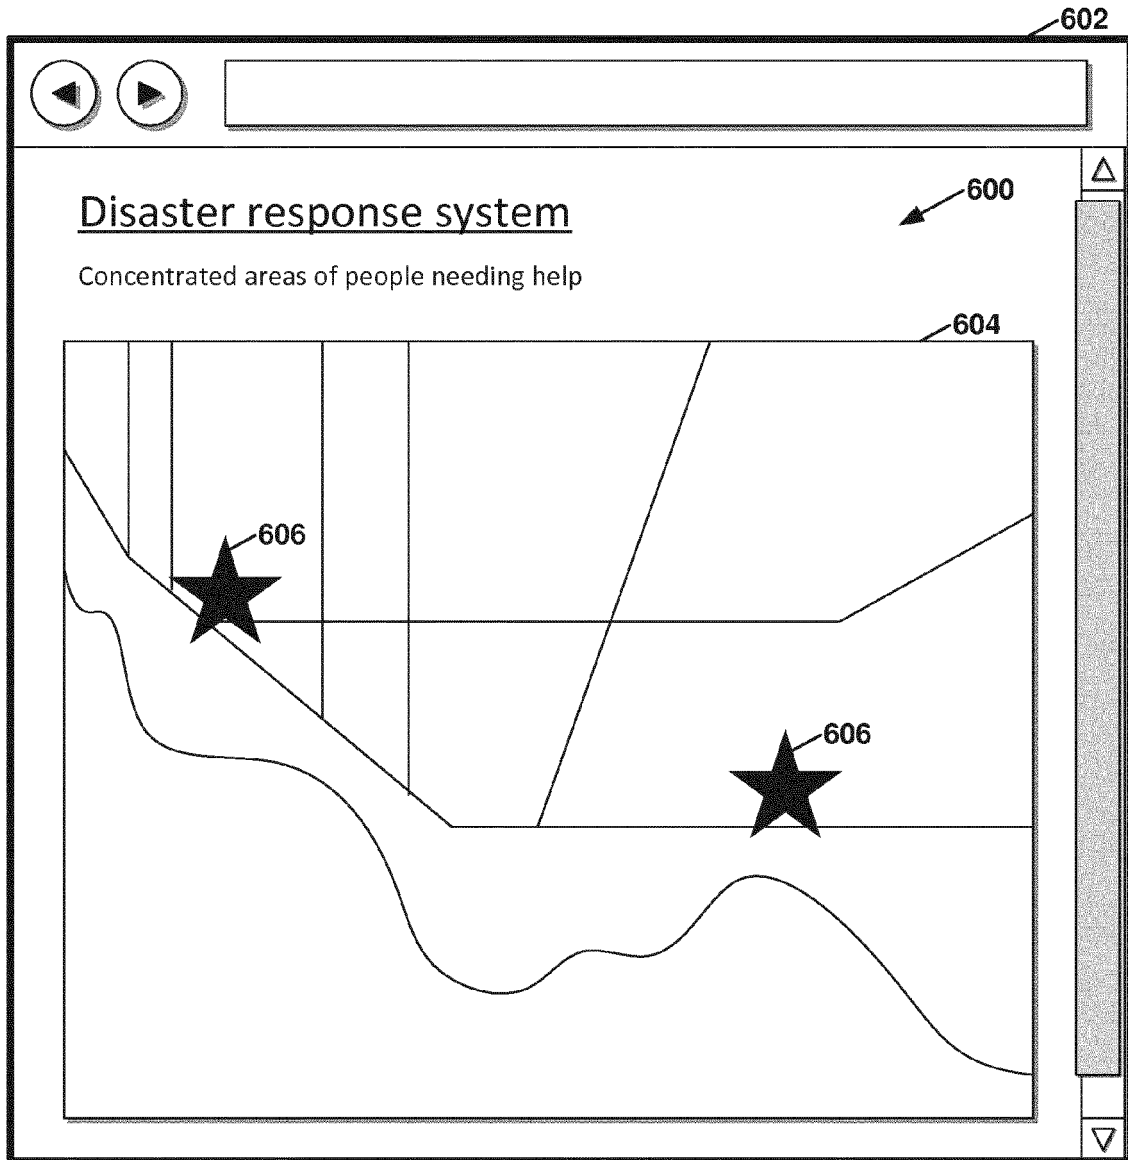 602
600
Disaster response system
Concentrated areas of people needing help
604
606
606